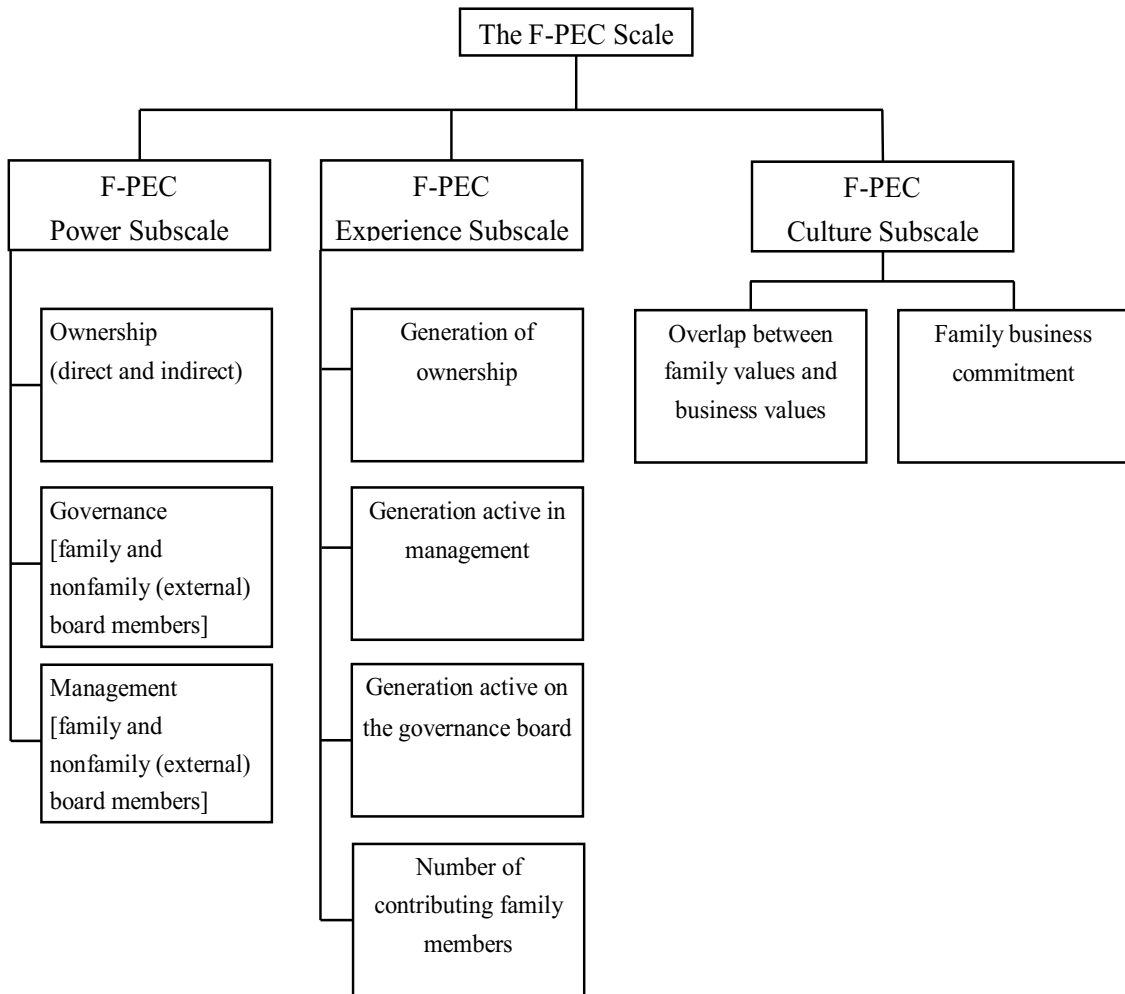 The F-PEC Scale
F-PEC
Power Subscale
F-PEC
Experience Subscale
F-PEC
Culture Subscale
Ownership
(direct and indirect)
Governance
[family and
nonfamily (external)
board members]
Management
[family and
nonfamily (external)
board members]
Generation of
ownership
Generation active in
management
Generation active on
the governance board
Number of
contributing family
members
Overlap between
family values and
business values
Family business
commitment